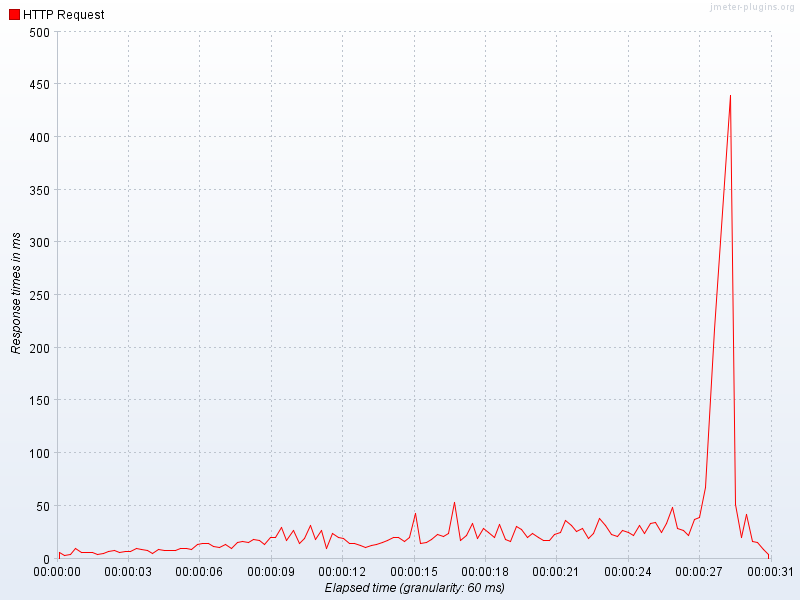 jmeter-plugins.org
HTTP Request
500
450
400
350
300
250
200
150
100
50
0
Response times in ms
00:00:00 00:00:03 00:00:06 00:00:09 00:00:12 00:00:15 00:00:18 00:00:21 00:00:24 00:00:27 00:00:31
Elapsed time (granularity: 60 ms)